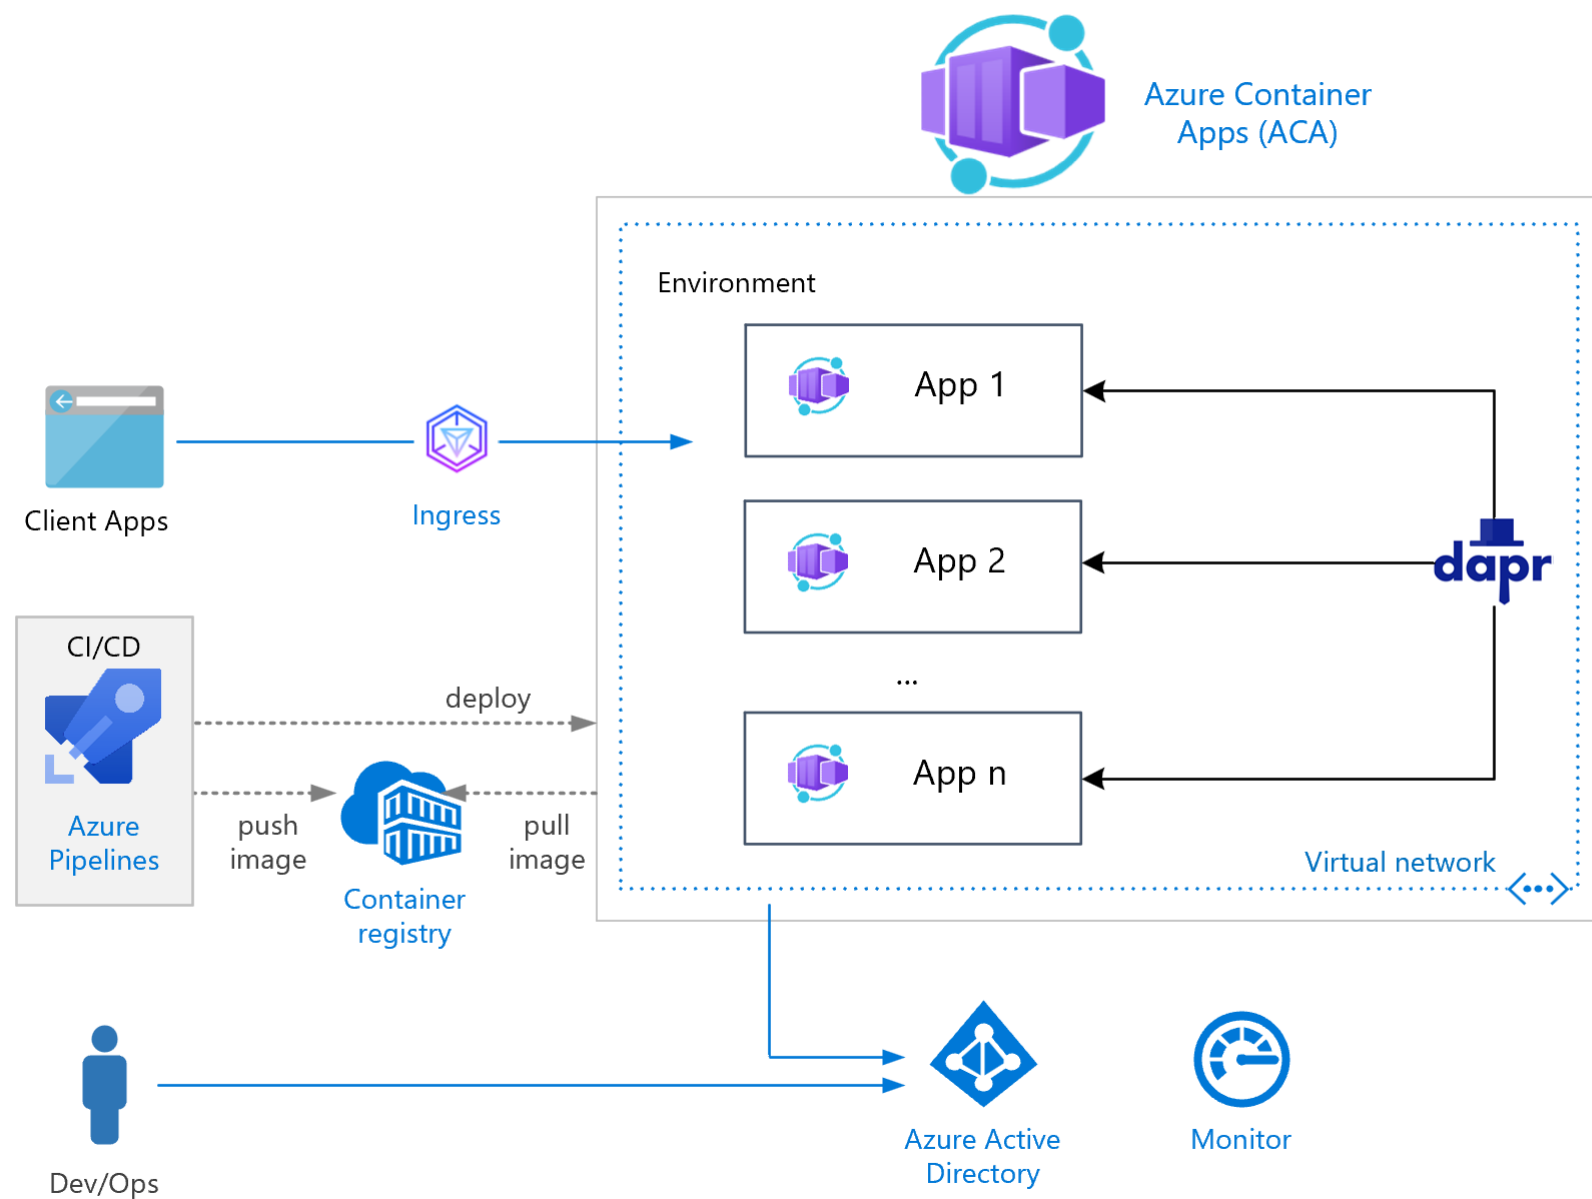 Azure Container
Apps (ACA)
Environment
App 1
Client Apps
Ingress
App 2
dapr
CI/CD
deploy
...
App n
Azure
Pipelines
push
image
pull
image
Container
registry
Virtual network
Azure Active
Directory
Monitor
Dev/Ops